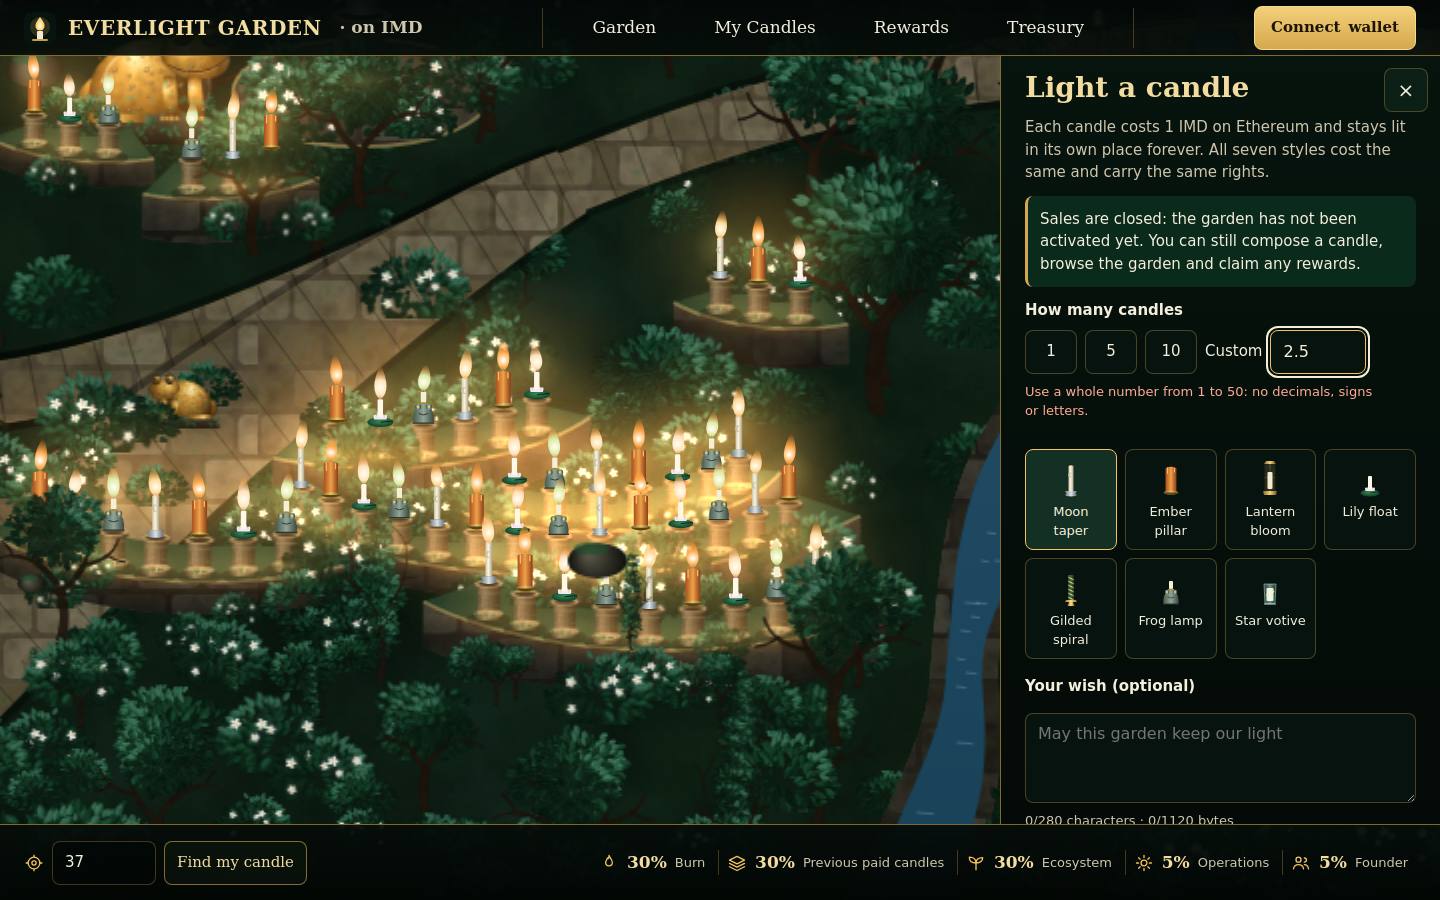 EVERLIGHT GARDEN · on IMD
Garden
My Candles
Rewards
Treasury
Connect wallet
Light a candle
×
Each candle costs 1 IMD on Ethereum and stays lit
in its own place forever. All seven styles cost the
same and carry the same rights.
Sales are closed: the garden has not been
activated yet. You can still compose a candle,
browse the garden and claim any rewards.
How many candles
1
5
10
Custom
2.5
Use a whole number from 1 to 50: no decimals, signs
or letters.
Moon
taper
Ember
pillar
Lantern
bloom
Lily float
Gilded
spiral
Frog lamp
Star votive
Your wish (optional)
May this garden keep our light
0/280 characters · 0/1120 bytes
37
Find my candle
30% Burn
30% Previous paid candles
30% Ecosystem
5% Operations
5% Founder